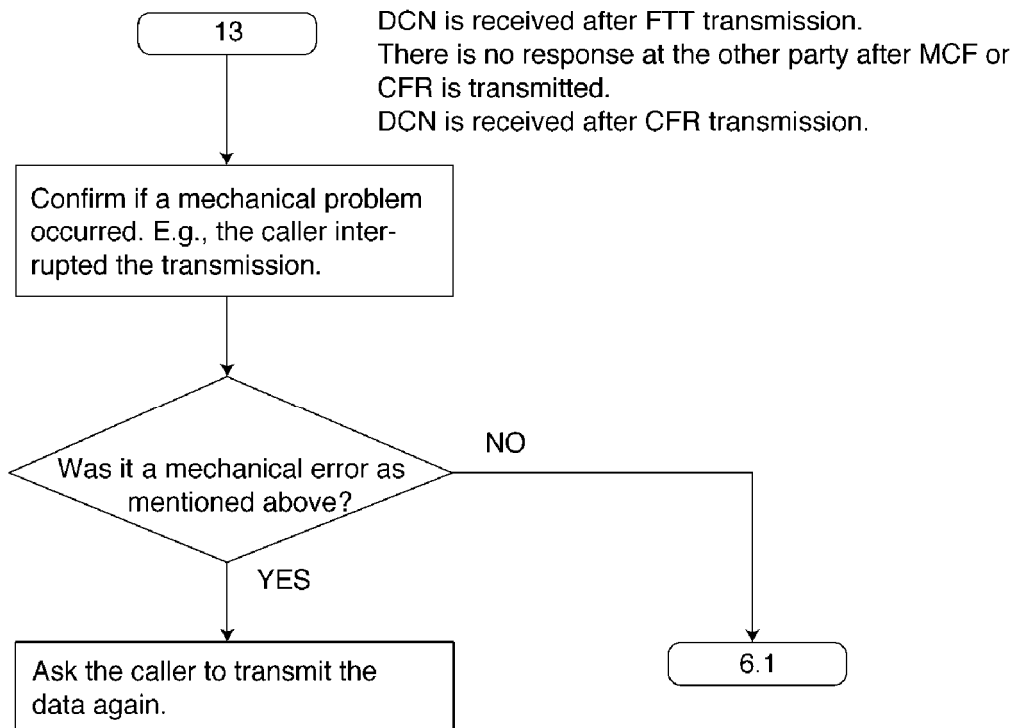 13
DCN is received after FTT transmission.
There is no response at the other party after MCF or
CFR is transmitted.
DCN is received after CFR transmission.
Confirm if a mechanical problem
occurred. E.g., the caller inter-
rupted the transmission.
Was it a mechanical error as
mentioned above?
NO
YES
Ask the caller to transmit the
data again.
6.1